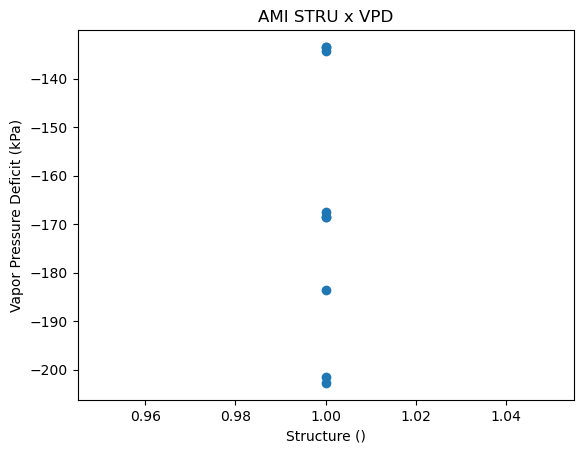 AMI STRU x VPD
Vapor Pressure Deficit (kPa)
−140
−150
−160
−170
−180
−190
−200
0.96 0.98 1.00 1.02 1.04
Structure ()